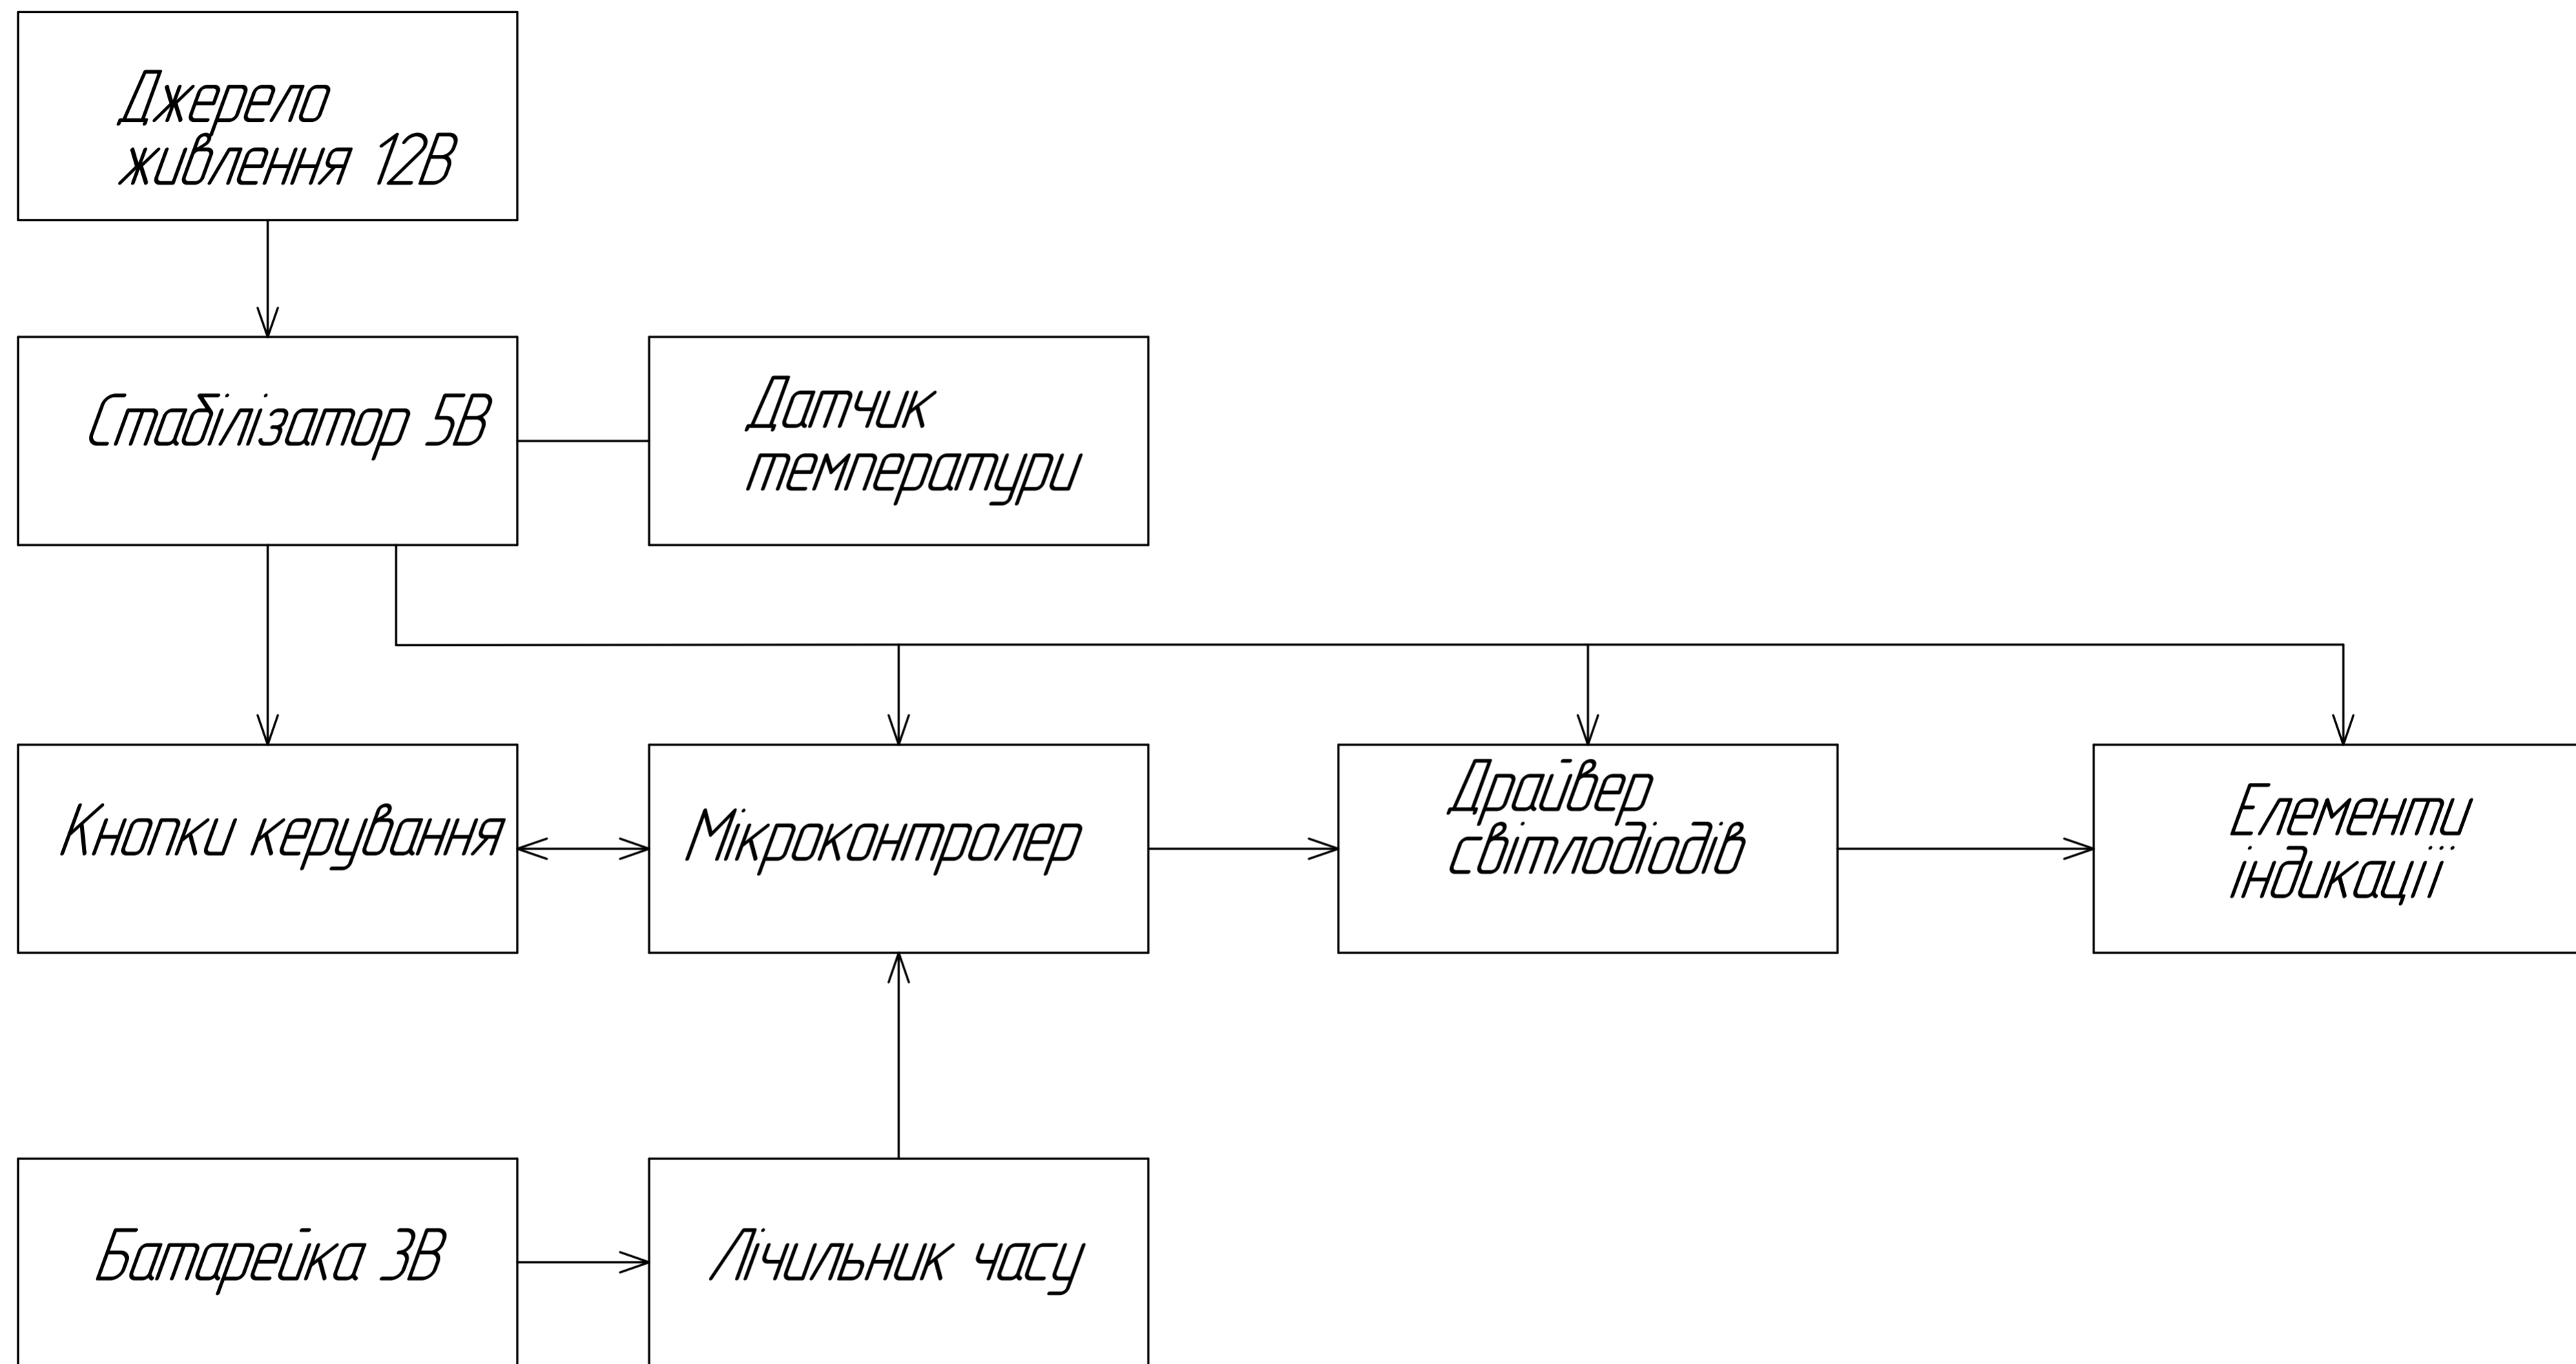 Джерело
живлення 12В
Стабілізатор 5В
Датчик
температури
Кнопки керування
Мікроконтролер
Драйвер
світлодіодів
Елементи
індикації
Батарейка 3В
Лічильник часу